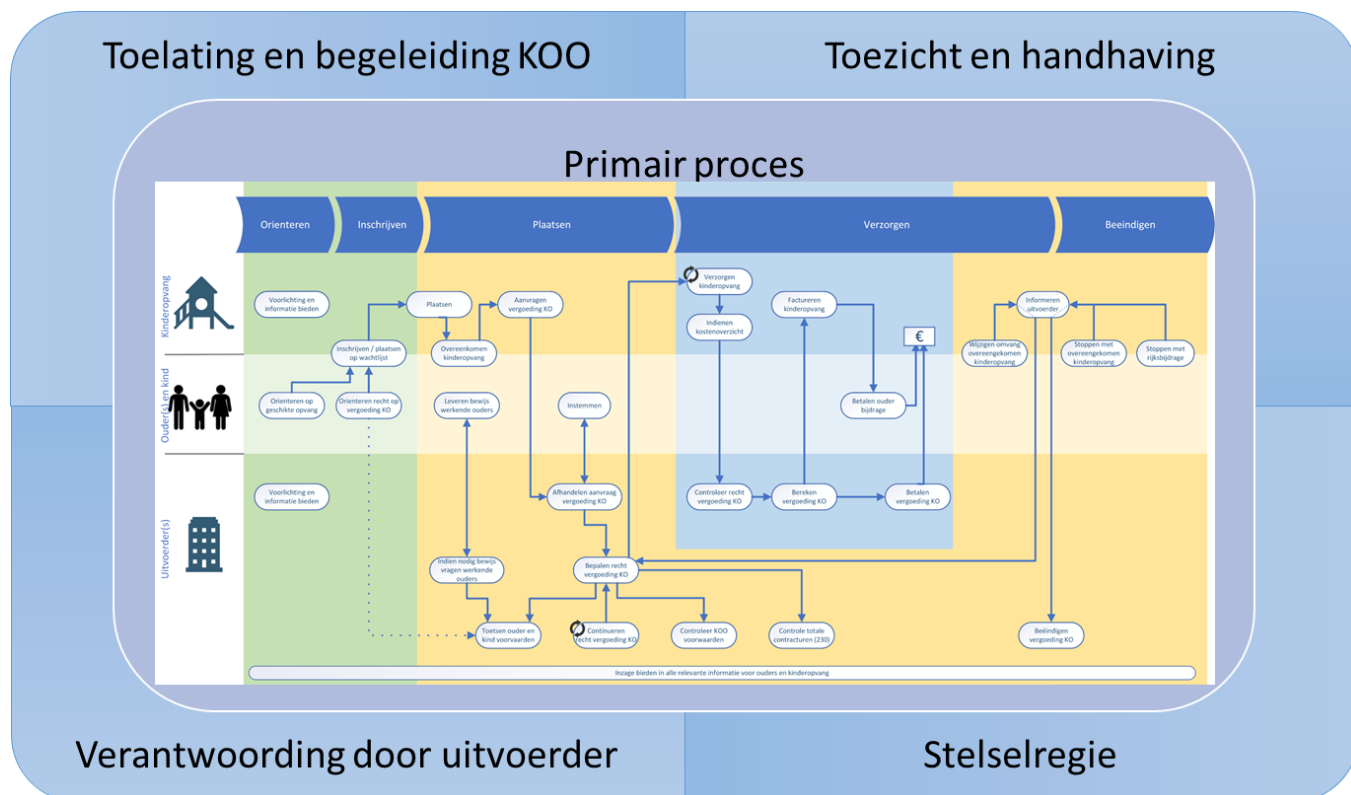 Toelating en begeleiding KOO
Toezicht en handhaving
Primair proces
Orienteren
Inschrijven
Plaatsen
Verzorgen
Beeindigen
Kinderopvang
Voorlichting en
informatie bieden
Plaatsen
Aanvragen
vergoeding KO
Verzorgen
kinderopvang
Factureren
kinderopvang
Informeren
uitvoerder
Indienen
kostenoverzicht
€
Inschrijven / plaatsen
op wachtlijst
Overeenkomen
kinderopvang
Wijzigen omvang
overeengekomen
kinderopvang
Stoppen met
overeengekomen
kinderopvang
Stoppen met
rijksbijdrage
Ouder(s) en kind
Orienteren op
geschikte opvang
Orienteren recht op
vergoeding KO
Leveren bewijs
werkende ouders
Instemmen
Betalen ouder
bijdrage
Uitvoerder(s)
Voorlichting en
informatie bieden
Afhandelen aanvraag
vergoeding KO
Controleer recht
vergoeding KO
Bereken
vergoeding KO
Betalen
vergoeding KO
Indien nodig bewijs
vragen werkende
ouders
Bepalen recht
vergoeding KO
Toetsen ouder en
kind voorwaarden
Continueren
recht vergoeding KO
Controleer KOO
voorwaarden
Controle totale
contracturen (230)
Beëindigen
vergoeding KO
Inzage bieden in alle relevante informatie voor ouders en kinderopvang
Verantwoording door uitvoerder
Stelselregie